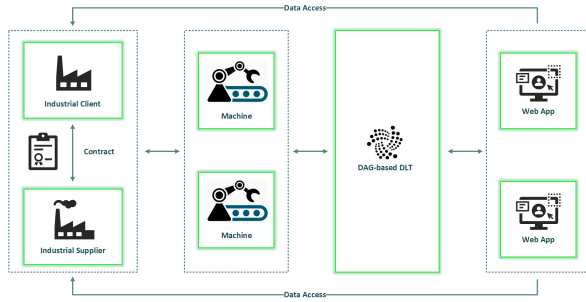 Data Access
Industrial Client
Machine
Web App
Contract
DAG-based DLT
Industrial Supplier
Machine
Web App
Data Access